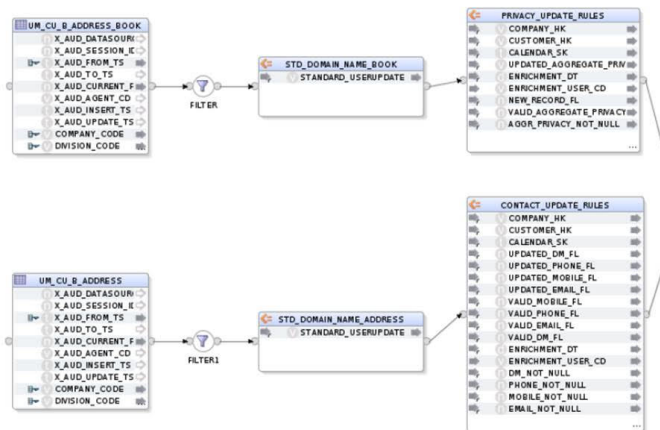 UM_CU_B_ADDRESS_BOOK
X_AUD_DATASOUR
X_AUD_SESSION_I
X_AUD_FROM_TS
X_AUD_TO_TS
X_AUD_CURRENT_F
X_AUD_AGENT_CD
X_AUD_INSERT_TS
X_AUD_UPDATE_TS
COMPANY_CODE
DIVISION_CODE
FILTER
STD_DOMAIN_NAME_BOOK
STANDARD_USERUPDATE
PRIVACY_UPDATE_RULES
COMPANY_HK
CUSTOMER_HK
CALENDAR_SK
UPDATED_AGGREGATE_PRIV
ENRICHMENT_DT
ENRICHMENT_USER_CD
NEW_RECORD_FL
VALID_AGGREGATE_PRIVACY
AGGR_PRIVACY_NOT_NULL
...
UM_CU_B_ADDRESS
X_AUD_DATASOUR
X_AUD_SESSION_I
X_AUD_FROM_TS
X_AUD_TO_TS
X_AUD_CURRENT_F
X_AUD_AGENT_CD
X_AUD_INSERT_TS
X_AUD_UPDATE_TS
COMPANY_CODE
DIVISION_CODE
FILTER1
STD_DOMAIN_NAME_ADDRESS
STANDARD_USERUPDATE
CONTACT_UPDATE_RULES
COMPANY_HK
CUSTOMER_HK
CALENDAR_SK
UPDATED_DM_FL
UPDATED_PHONE_FL
UPDATED_MOBILE_FL
UPDATED_EMAIL_FL
VALID_MOBILE_FL
VALID_PHONE_FL
VALID_EMAIL_FL
VALID_DM_FL
ENRICHMENT_DT
ENRICHMENT_USER_CD
DM_NOT_NULL
PHONE_NOT_NULL
MOBILE_NOT_NULL
EMAIL_NOT_NULL
...